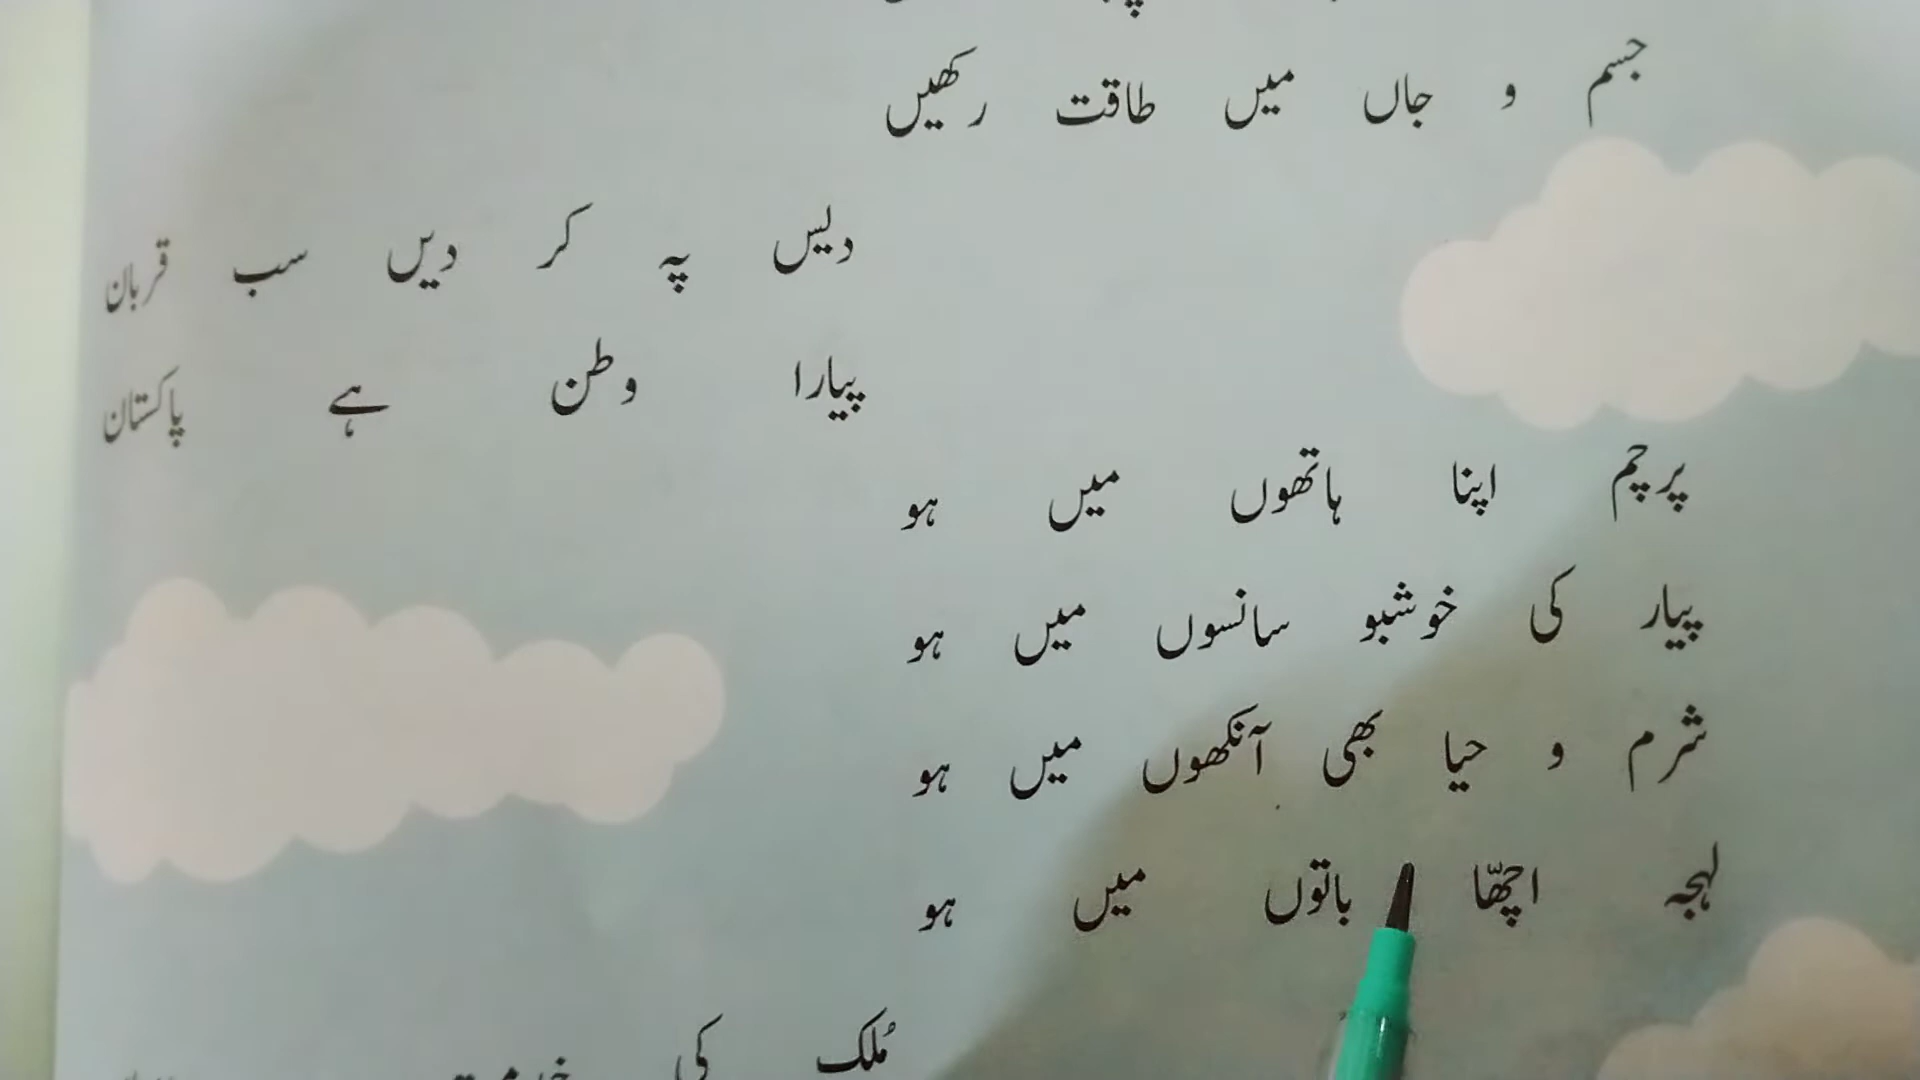 جسم و جاں میں طاقت رکھیں
دیس پہ کر دیں سب قربان
پیارا وطن ہے پاکستان
پرچم اپنا ہاتھوں میں ہو
پیار کی خوشبو سانسوں میں ہو
شرم و حیا بھی آنکھوں میں ہو
لہجہ اچھّا باتوں میں ہو
مُلک کی